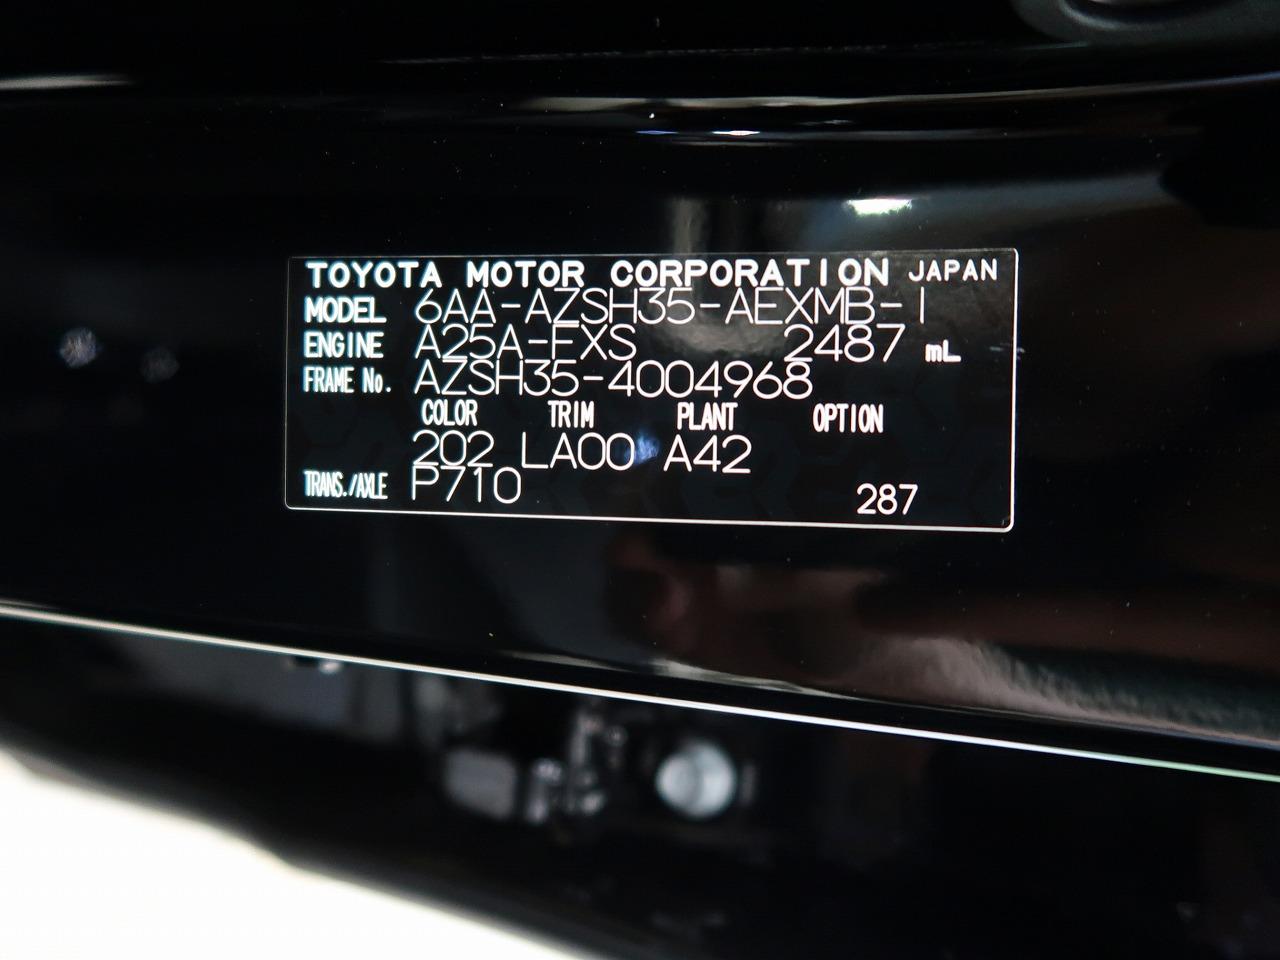 TOYOTA MOTOR CORPORATION JAPAN
MODEL 6AA-AZSH35-AEXMB-I
ENGINE A25A-FXS 2487 mL
FRAME No. AZSH35-4004968
COLOR TRIM PLANT OPTION
202 LA00 A42
TRANS./AXLE P710 287